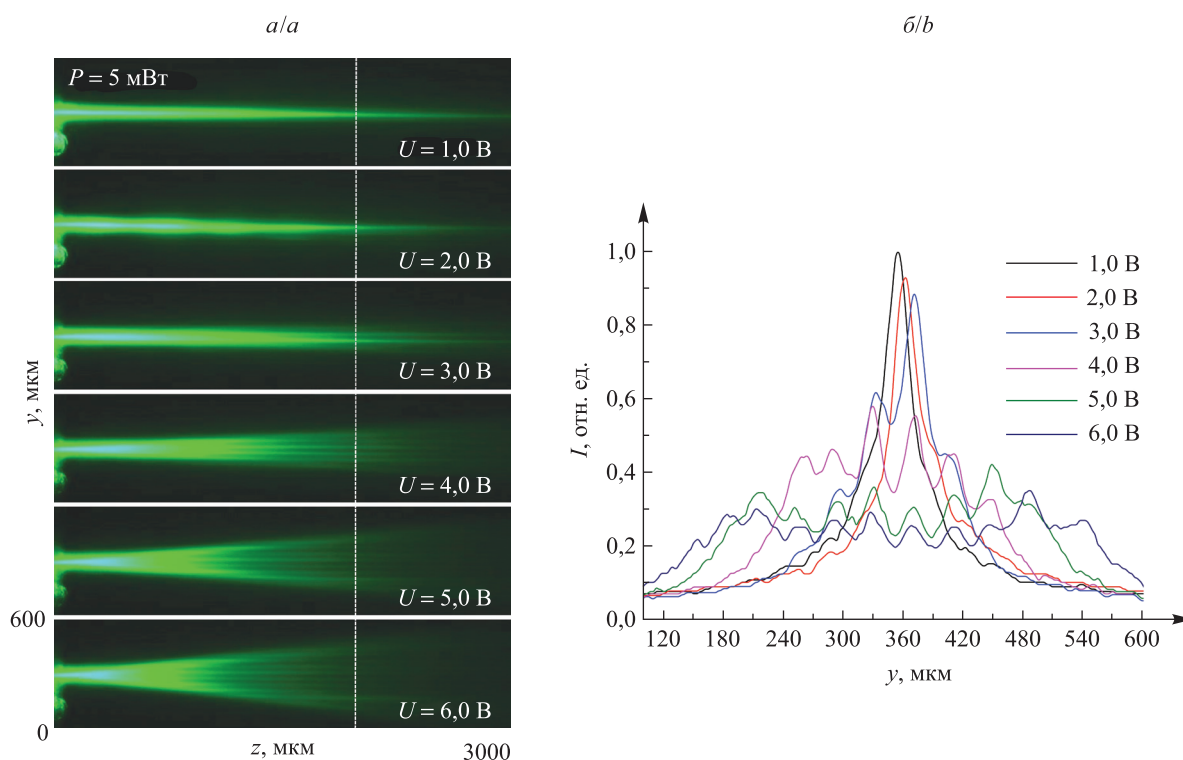 а/a
P = 5 мВт
U = 1,0 В
U = 2,0 В
U = 3,0 В
U = 4,0 В
U = 5,0 В
U = 6,0 В
y, мкм
600
0
z, мкм
3000
б/b
I, отн. ед.
1,0
0,8
0,6
0,4
0,2
0,0
120
180
240
300
360
420
480
540
600
y, мкм
1,0 В
2,0 В
3,0 В
4,0 В
5,0 В
6,0 В